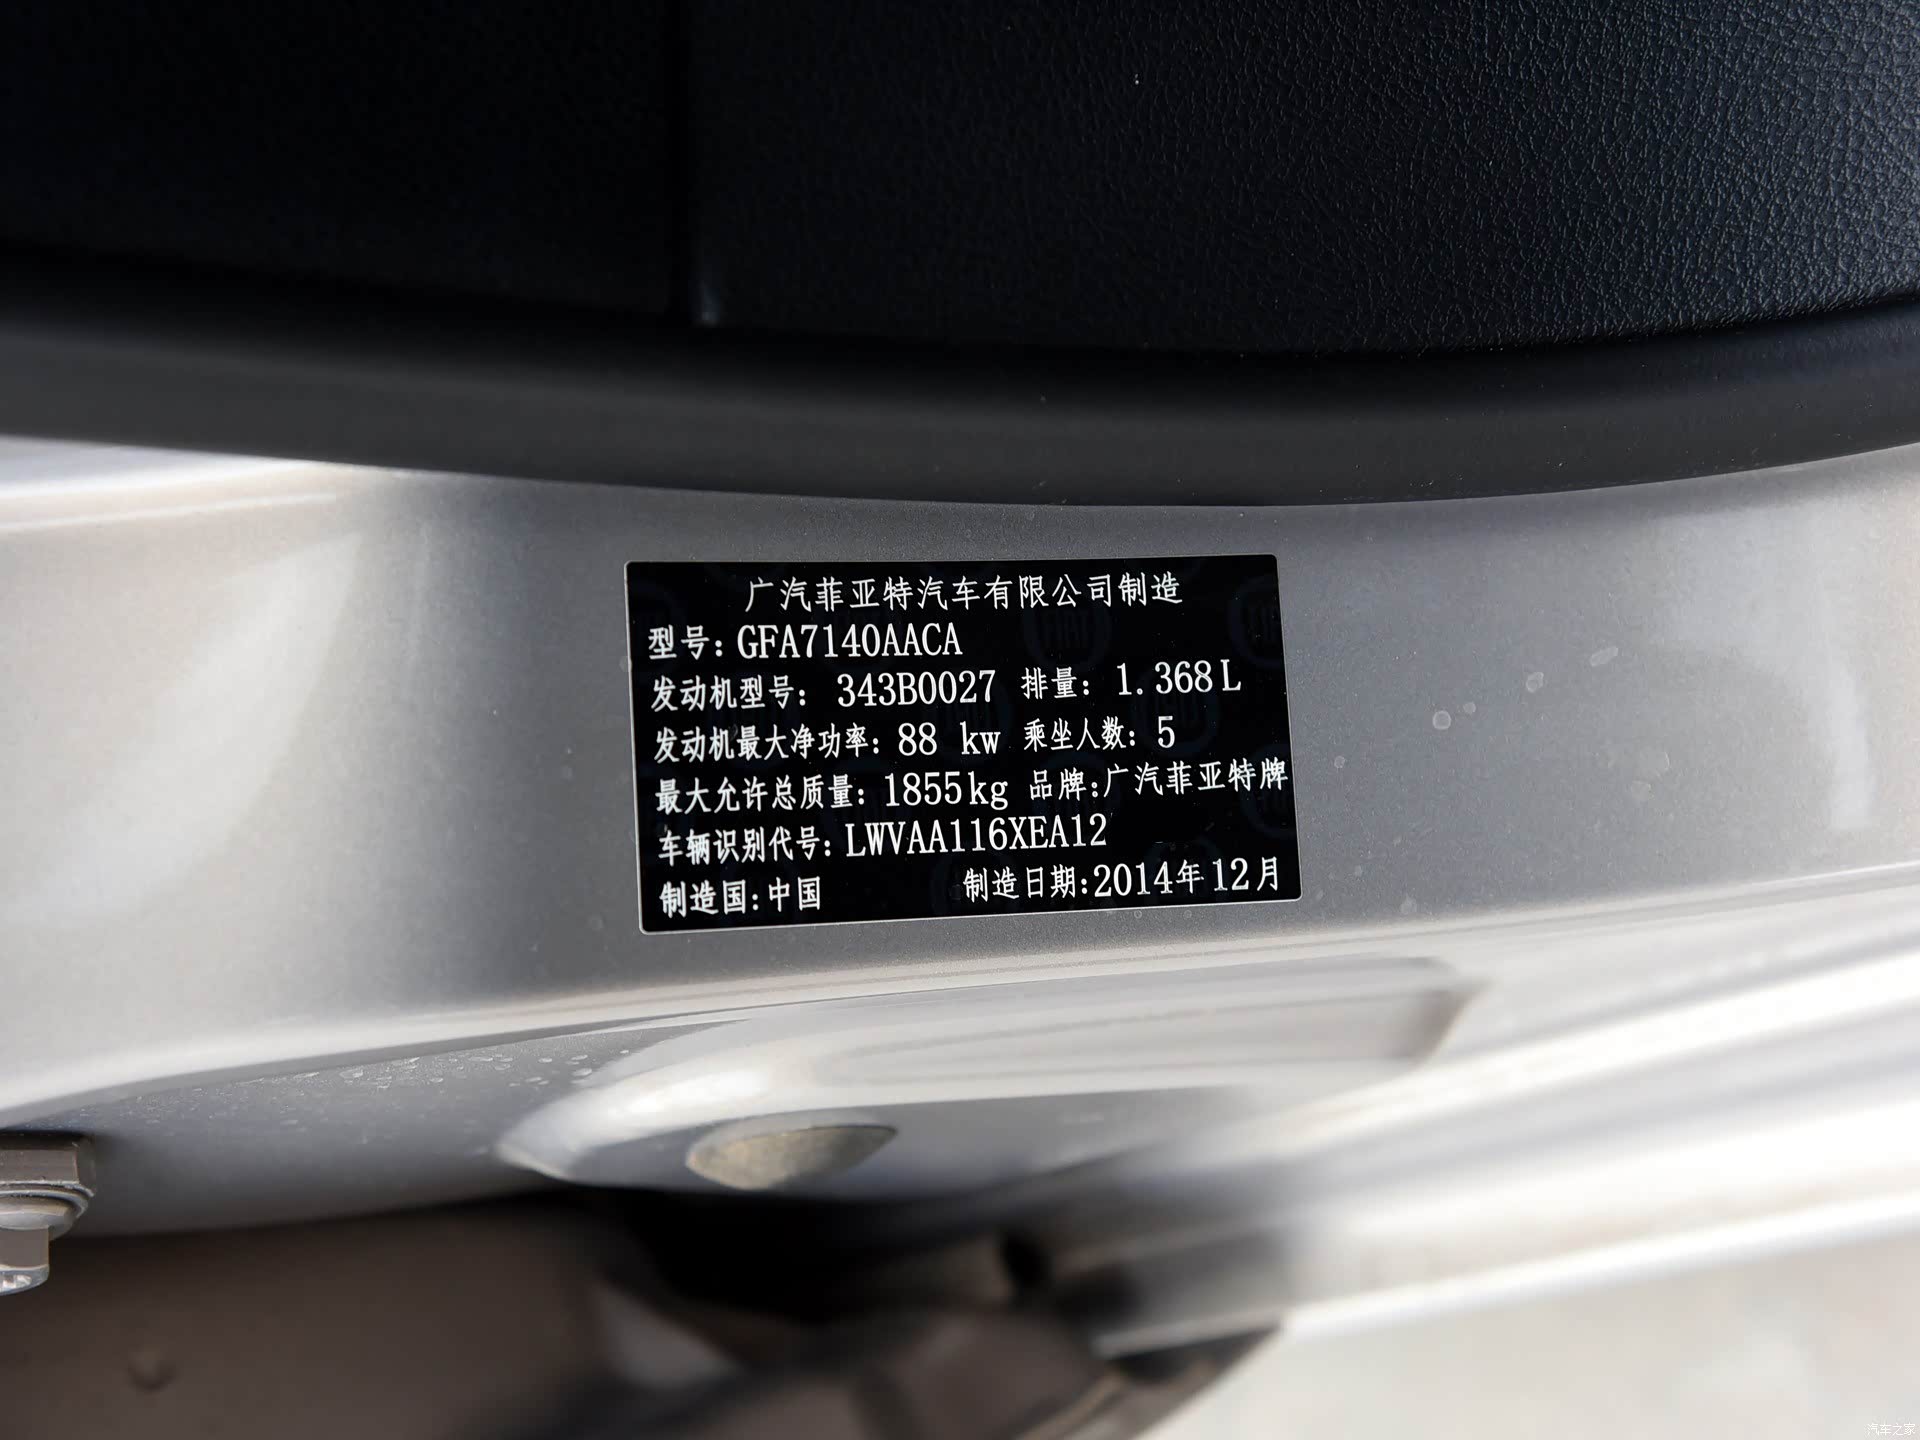 广汽菲亚特汽车有限公司制造
型号: GFA7140AACA
发动机型号: 343B0027 排量: 1.368L
发动机最大净功率: 88 kw 乘坐人数: 5
最大允许总质量: 1855kg 品牌:广汽菲亚特牌
车辆识别代号: LWVAA116XEA12
制造国:中国 制造日期:2014年12月
汽车之家